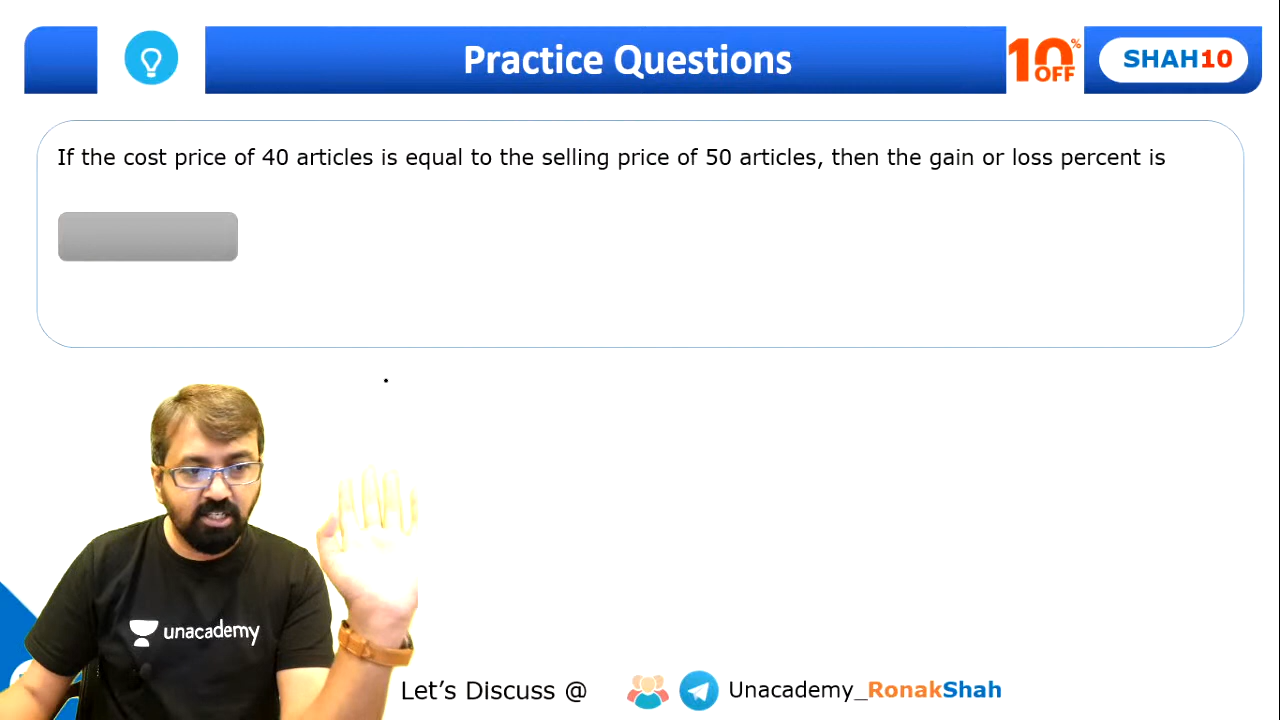 Practice Questions
10% OFF
SHAH10
If the cost price of 40 articles is equal to the selling price of 50 articles, then the gain or loss percent is
unacademy
Let’s Discuss @ Unacademy_RonakShah